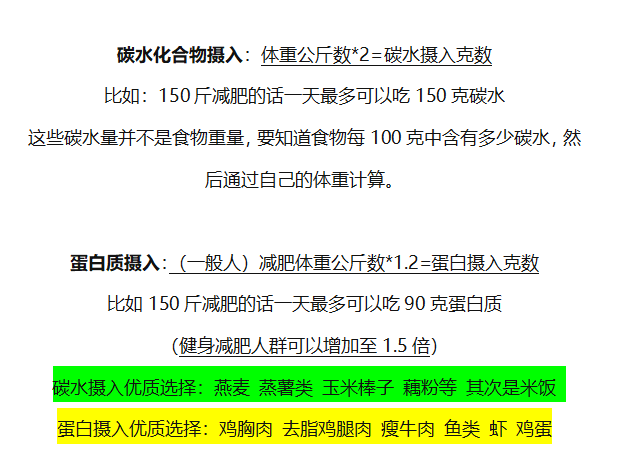 碳水化合物摄入：体重公斤数*2=碳水摄入克数
比如：150 斤减肥的话一天最多可以吃 150 克碳水
这些碳水量并不是食物重量，要知道食物每 100 克中含有多少碳水，然
后通过自己的体重计算。
蛋白质摄入：（一般人）减肥体重公斤数*1.2=蛋白摄入克数
比如 150 斤减肥的话一天最多可以吃 90 克蛋白质
（健身减肥人群可以增加至 1.5 倍）
碳水摄入优质选择：燕麦 蒸薯类 玉米棒子 藕粉等 其次是米饭
蛋白摄入优质选择：鸡胸肉 去脂鸡腿肉 瘦牛肉 鱼类 虾 鸡蛋